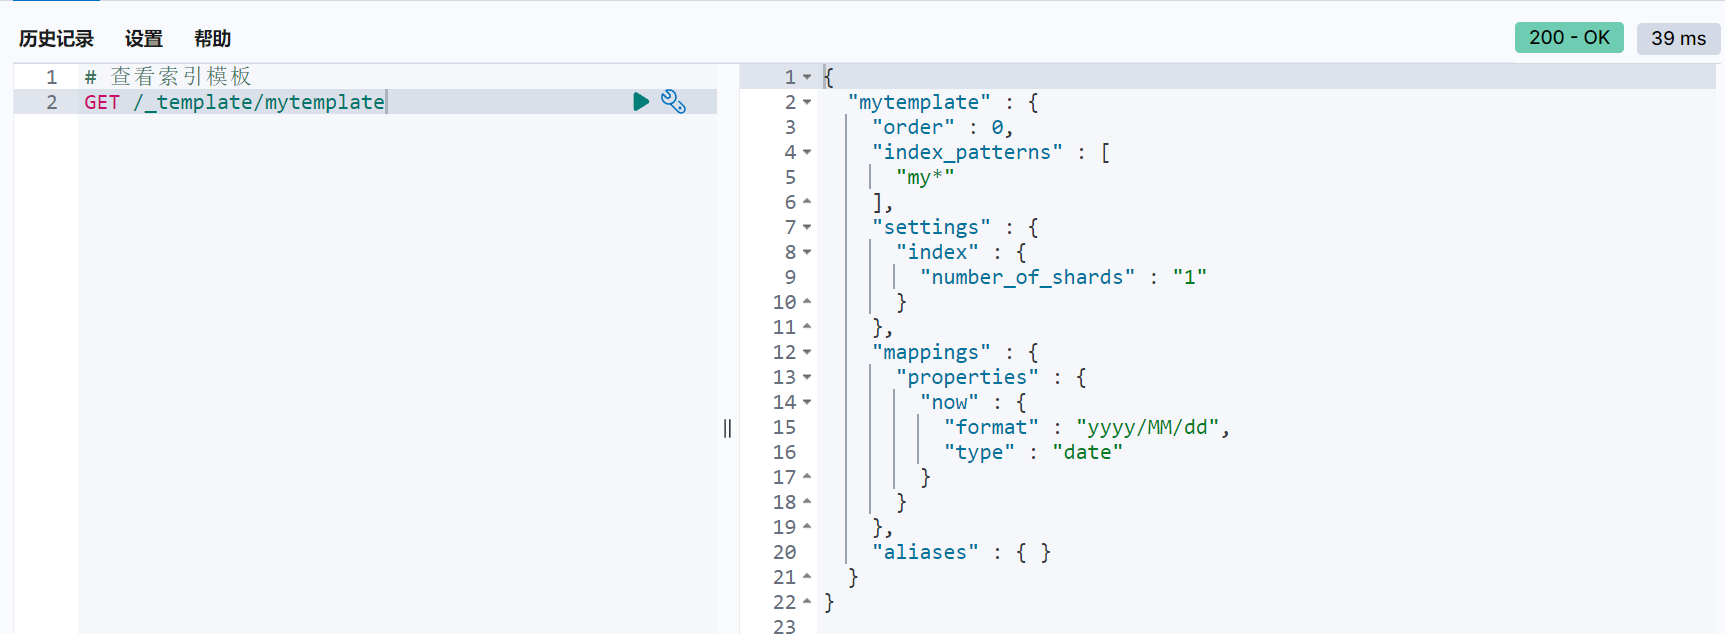 历史记录 设置 帮助
200 - OK 39 ms
1 # 查看索引模板
2 GET /_template/mytemplate
1 {
2 "mytemplate" : {
3 "order" : 0,
4 "index_patterns" : [
5 "my*"
6 ],
7 "settings" : {
8 "index" : {
9 "number_of_shards" : "1"
10 }
11 },
12 "mappings" : {
13 "properties" : {
14 "now" : {
15 "format" : "yyyy/MM/dd",
16 "type" : "date"
17 }
18 }
19 },
20 "aliases" : { }
21 }
22 }
23